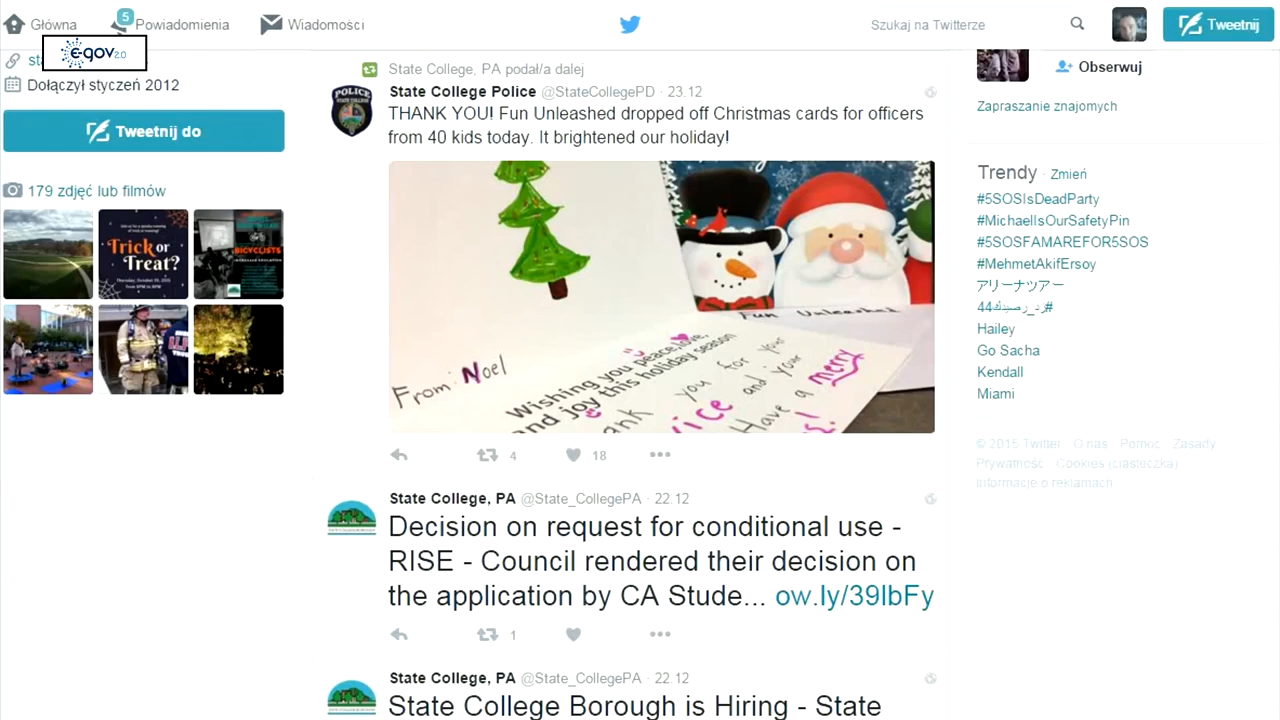 Główna
5
Powiadomienia
Wiadomości
Szukaj na Twitterze
Tweetnij
e-gov 2.0
Dołączył styczeń 2012
Tweetnij do
179 zdjęć lub filmów
Trick or
Treat?
BICYCLISTS
State College, PA podał/a dalej
POLICE
State College Police @StateCollegePD · 23.12
THANK YOU! Fun Unleashed dropped off Christmas cards for officers
from 40 kids today. It brightened our holiday!
Fun Unleashed
From: Noel
Wishing you peace, love,
and joy this holiday season
you for your
and your
Have a merry
4
18
State College, PA @State_CollegePA · 22.12
Decision on request for conditional use -
RISE - Council rendered their decision on
the application by CA Stude... ow.ly/39lbFy
1
State College, PA @State_CollegePA · 22.12
State College Borough is Hiring - State
Obserwuj
Zapraszanie znajomych
Trendy · Zmień
#5SOSIsDeadParty
#MichaelIsOurSafetyPin
#5SOSFAMAREFOR5SOS
#MehmetAkifErsoy
アリーナツアー
#زد_رصيدك44
Hailey
Go Sacha
Kendall
Miami
© 2015 Twitter O nas Pomoc Zasady
Prywatność Cookies (ciasteczka)
Informacje o reklamach